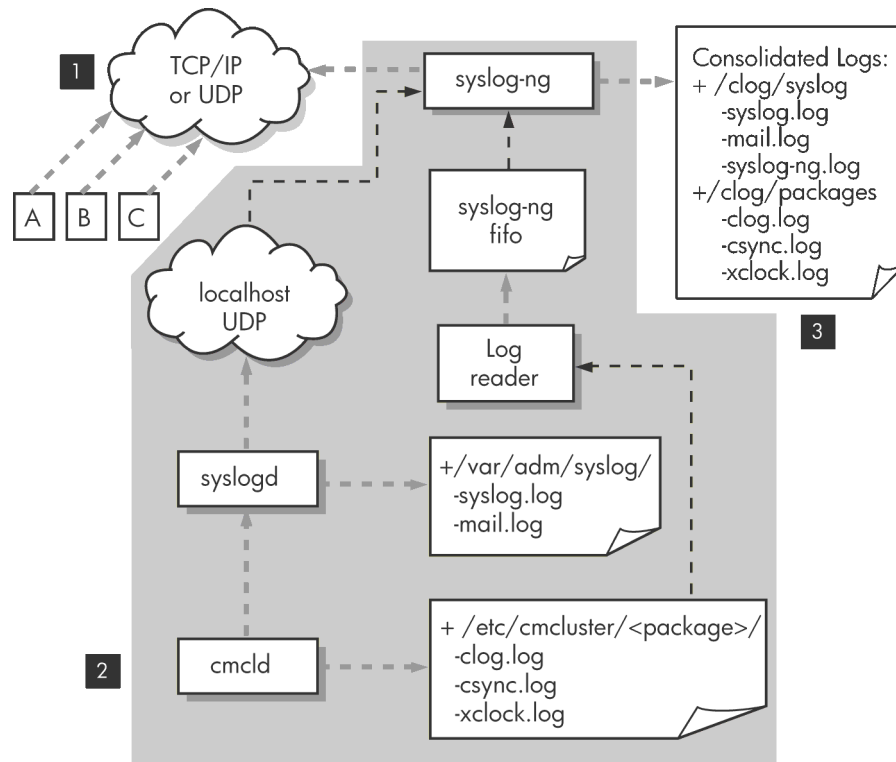 1
TCP/IP
or UDP
syslog-ng
Consolidated Logs:
+ /clog/syslog
-syslog.log
-mail.log
-syslog-ng.log
+/clog/packages
-clog.log
-csync.log
-xclock.log
A
B
C
syslog-ng
fifo
localhost
UDP
3
Log
reader
syslogd
+/var/adm/syslog/
-syslog.log
-mail.log
2
cmcld
+ /etc/cmcluster/<package>/
-clog.log
-csync.log
-xclock.log